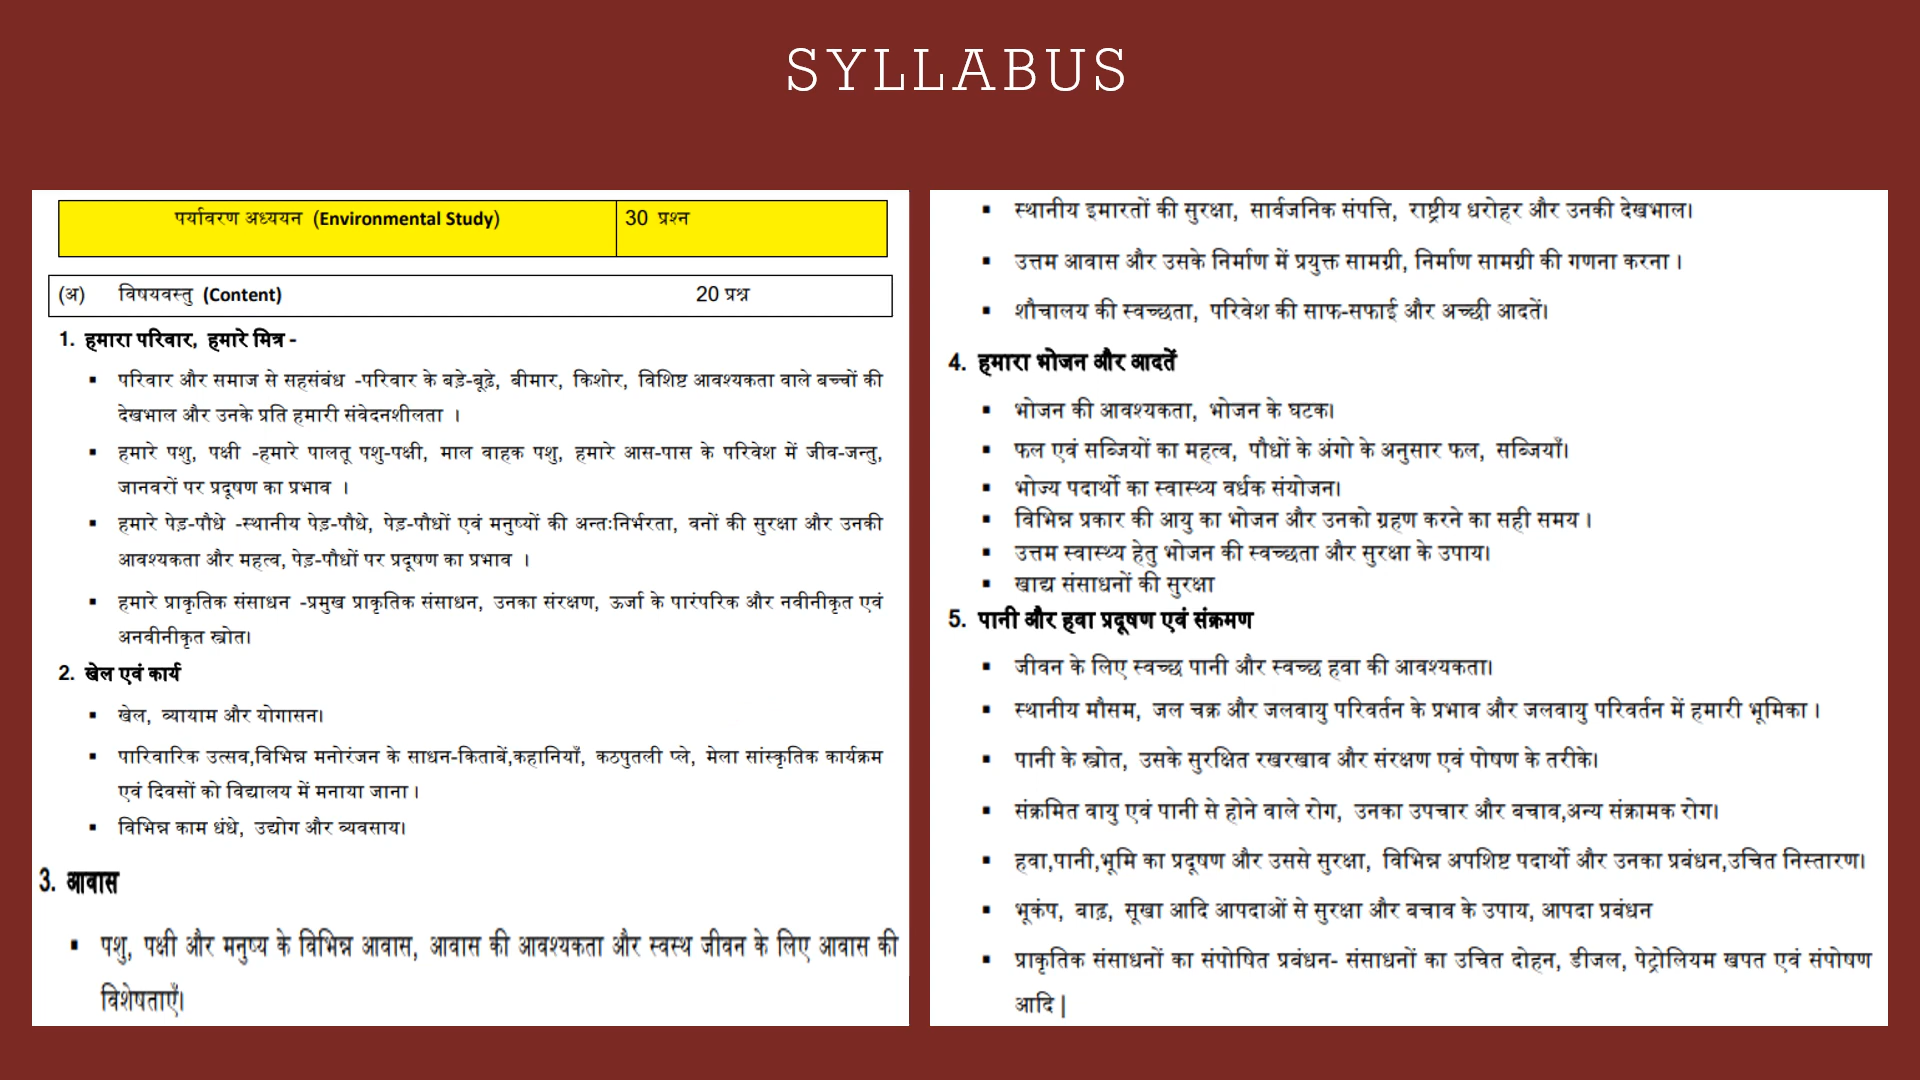 SYLLABUS
पर्यावरण अध्ययन (Environmental Study) 30 प्रश्न
(अ) विषयवस्तु (Content) 20 प्रश्न
1. हमारा परिवार, हमारे मित्र -
▪ परिवार और समाज से सहसंबंध -परिवार के बड़े-बूढ़े, बीमार, किशोर, विशिष्ट आवश्यकता वाले बच्चों की
देखभाल और उनके प्रति हमारी संवेदनशीलता ।
▪ हमारे पशु, पक्षी -हमारे पालतू पशु-पक्षी, माल वाहक पशु, हमारे आस-पास के परिवेश में जीव-जन्तु,
जानवरों पर प्रदूषण का प्रभाव ।
▪ हमारे पेड़-पौधे -स्थानीय पेड़-पौधे, पेड़-पौधों एवं मनुष्यों की अन्तःनिर्भरता, वनों की सुरक्षा और उनकी
आवश्यकता और महत्व, पेड़-पौधों पर प्रदूषण का प्रभाव ।
▪ हमारे प्राकृतिक संसाधन -प्रमुख प्राकृतिक संसाधन, उनका संरक्षण, ऊर्जा के पारंपरिक और नवीनीकृत एवं
अनवीनीकृत स्त्रोत।
2. खेल एवं कार्य
▪ खेल, व्यायाम और योगासन।
▪ पारिवारिक उत्सव,विभिन्न मनोरंजन के साधन-किताबें,कहानियाँ, कठपुतली प्ले, मेला सांस्कृतिक कार्यक्रम
एवं दिवसों को विद्यालय में मनाया जाना ।
▪ विभिन्न काम धंधे, उद्योग और व्यवसाय।
3. आवास
▪ पशु, पक्षी और मनुष्य के विभिन्न आवास, आवास की आवश्यकता और स्वस्थ जीवन के लिए आवास की
विशेषताएँ।
▪ स्थानीय इमारतों की सुरक्षा, सार्वजनिक संपत्ति, राष्ट्रीय धरोहर और उनकी देखभाल।
▪ उत्तम आवास और उसके निर्माण में प्रयुक्त सामग्री, निर्माण सामग्री की गणना करना ।
▪ शौचालय की स्वच्छता, परिवेश की साफ-सफाई और अच्छी आदतें।
4. हमारा भोजन और आदतें
▪ भोजन की आवश्यकता, भोजन के घटक।
▪ फल एवं सब्जियों का महत्व, पौधों के अंगो के अनुसार फल, सब्जियाँ।
▪ भोज्य पदार्थो का स्वास्थ्य वर्धक संयोजन।
▪ विभिन्न प्रकार की आयु का भोजन और उनको ग्रहण करने का सही समय ।
▪ उत्तम स्वास्थ्य हेतु भोजन की स्वच्छता और सुरक्षा के उपाय।
▪ खाद्य संसाधनों की सुरक्षा
5. पानी और हवा प्रदूषण एवं संक्रमण
▪ जीवन के लिए स्वच्छ पानी और स्वच्छ हवा की आवश्यकता।
▪ स्थानीय मौसम, जल चक्र और जलवायु परिवर्तन के प्रभाव और जलवायु परिवर्तन में हमारी भूमिका ।
▪ पानी के स्त्रोत, उसके सुरक्षित रखरखाव और संरक्षण एवं पोषण के तरीके।
▪ संक्रमित वायु एवं पानी से होने वाले रोग, उनका उपचार और बचाव,अन्य संक्रामक रोग।
▪ हवा,पानी,भूमि का प्रदूषण और उससे सुरक्षा, विभिन्न अपशिष्ट पदार्थो और उनका प्रबंधन,उचित निस्तारण।
▪ भूकंप, बाढ़, सूखा आदि आपदाओं से सुरक्षा और बचाव के उपाय, आपदा प्रबंधन
▪ प्राकृतिक संसाधनों का संपोषित प्रबंधन- संसाधनों का उचित दोहन, डीजल, पेट्रोलियम खपत एवं संपोषण
आदि |